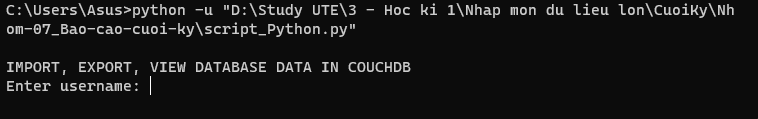 C:\Users\Asus>python -u "D:\Study UTE\3 - Hoc ki 1\Nhap mon du lieu lon\CuoiKy\Nh
om-07_Bao-cao-cuoi-ky\script_Python.py"
IMPORT, EXPORT, VIEW DATABASE DATA IN COUCHDB
Enter username: